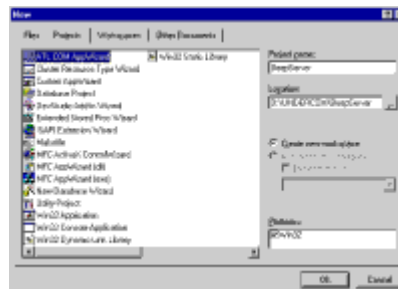 New
Files Projects Workspaces Other Documents
ATL COM AppWizard
Cluster Resource Type Wizard
Custom AppWizard
Database Project
DevStudio Add-in Wizard
Extended Stored Proc Wizard
ISAPI Extension Wizard
Makefile
MFC ActiveX ControlWizard
MFC AppWizard (dll)
MFC AppWizard (exe)
New Database Wizard
Utility Project
Win32 Application
Win32 Console Application
Win32 Dynamic-Link Library
Win32 Static Library
Project name:
BeepServer
Location:
Create new workspace
Platforms:
Win32
OK Cancel